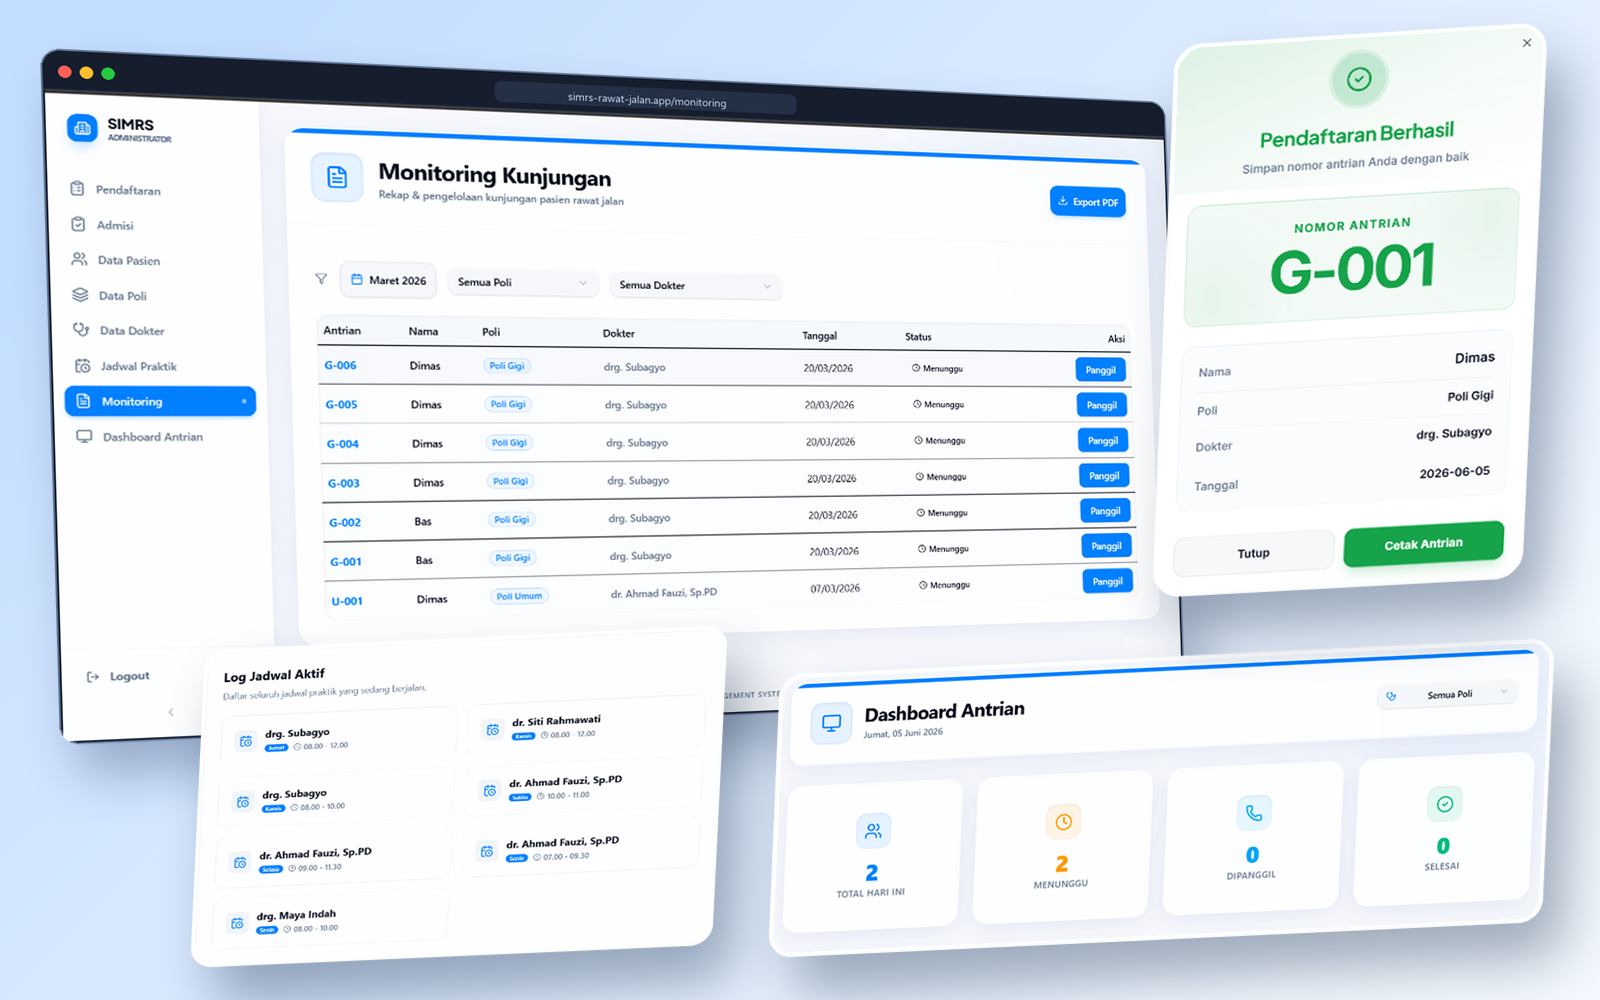 simrs-rawat-jalan.app/monitoring
SIMRS
ADMINISTRATOR
Pendaftaran
Admisi
Data Pasien
Data Poli
Data Dokter
Jadwal Praktik
Monitoring
Dashboard Antrian
Logout
Monitoring Kunjungan
Rekap & pengelolaan kunjungan pasien rawat jalan
Export PDF
Maret 2026 Semua Poli Semua Dokter
Antrian Nama Poli Dokter Tanggal Status Aksi
G-006 Dimas Poli Gigi drg. Subagyo 20/03/2026 Menunggu Panggil
G-005 Dimas Poli Gigi drg. Subagyo 20/03/2026 Menunggu Panggil
G-004 Dimas Poli Gigi drg. Subagyo 20/03/2026 Menunggu Panggil
G-003 Dimas Poli Gigi drg. Subagyo 20/03/2026 Menunggu Panggil
G-002 Bas Poli Gigi drg. Subagyo 20/03/2026 Menunggu Panggil
G-001 Bas Poli Gigi drg. Subagyo 20/03/2026 Menunggu Panggil
U-001 Dimas Poli Umum dr. Ahmad Fauzi, Sp.PD 07/03/2026 Menunggu Panggil
Pendaftaran Berhasil
Simpan nomor antrian Anda dengan baik
NOMOR ANTRIAN
G-001
Nama Dimas
Poli Poli Gigi
Dokter drg. Subagyo
Tanggal 2026-06-05
Tutup Cetak Antrian
Log Jadwal Aktif
Daftar seluruh jadwal praktik yang sedang berjalan.
drg. Subagyo
Jumat 08.00 - 12.00
dr. Siti Rahmawati
Kamis 08.00 - 12.00
drg. Subagyo
Kamis 08.00 - 10.00
dr. Ahmad Fauzi, Sp.PD
Sabtu 10.00 - 11.00
dr. Ahmad Fauzi, Sp.PD
Selasa 09.00 - 11.30
dr. Ahmad Fauzi, Sp.PD
Senin 07.00 - 09.30
drg. Maya Indah
Senin 08.00 - 10.00
Dashboard Antrian
Jumat, 05 Juni 2026
Semua Poli
2
TOTAL HARI INI
2
MENUNGGU
0
DIPANGGIL
0
SELESAI